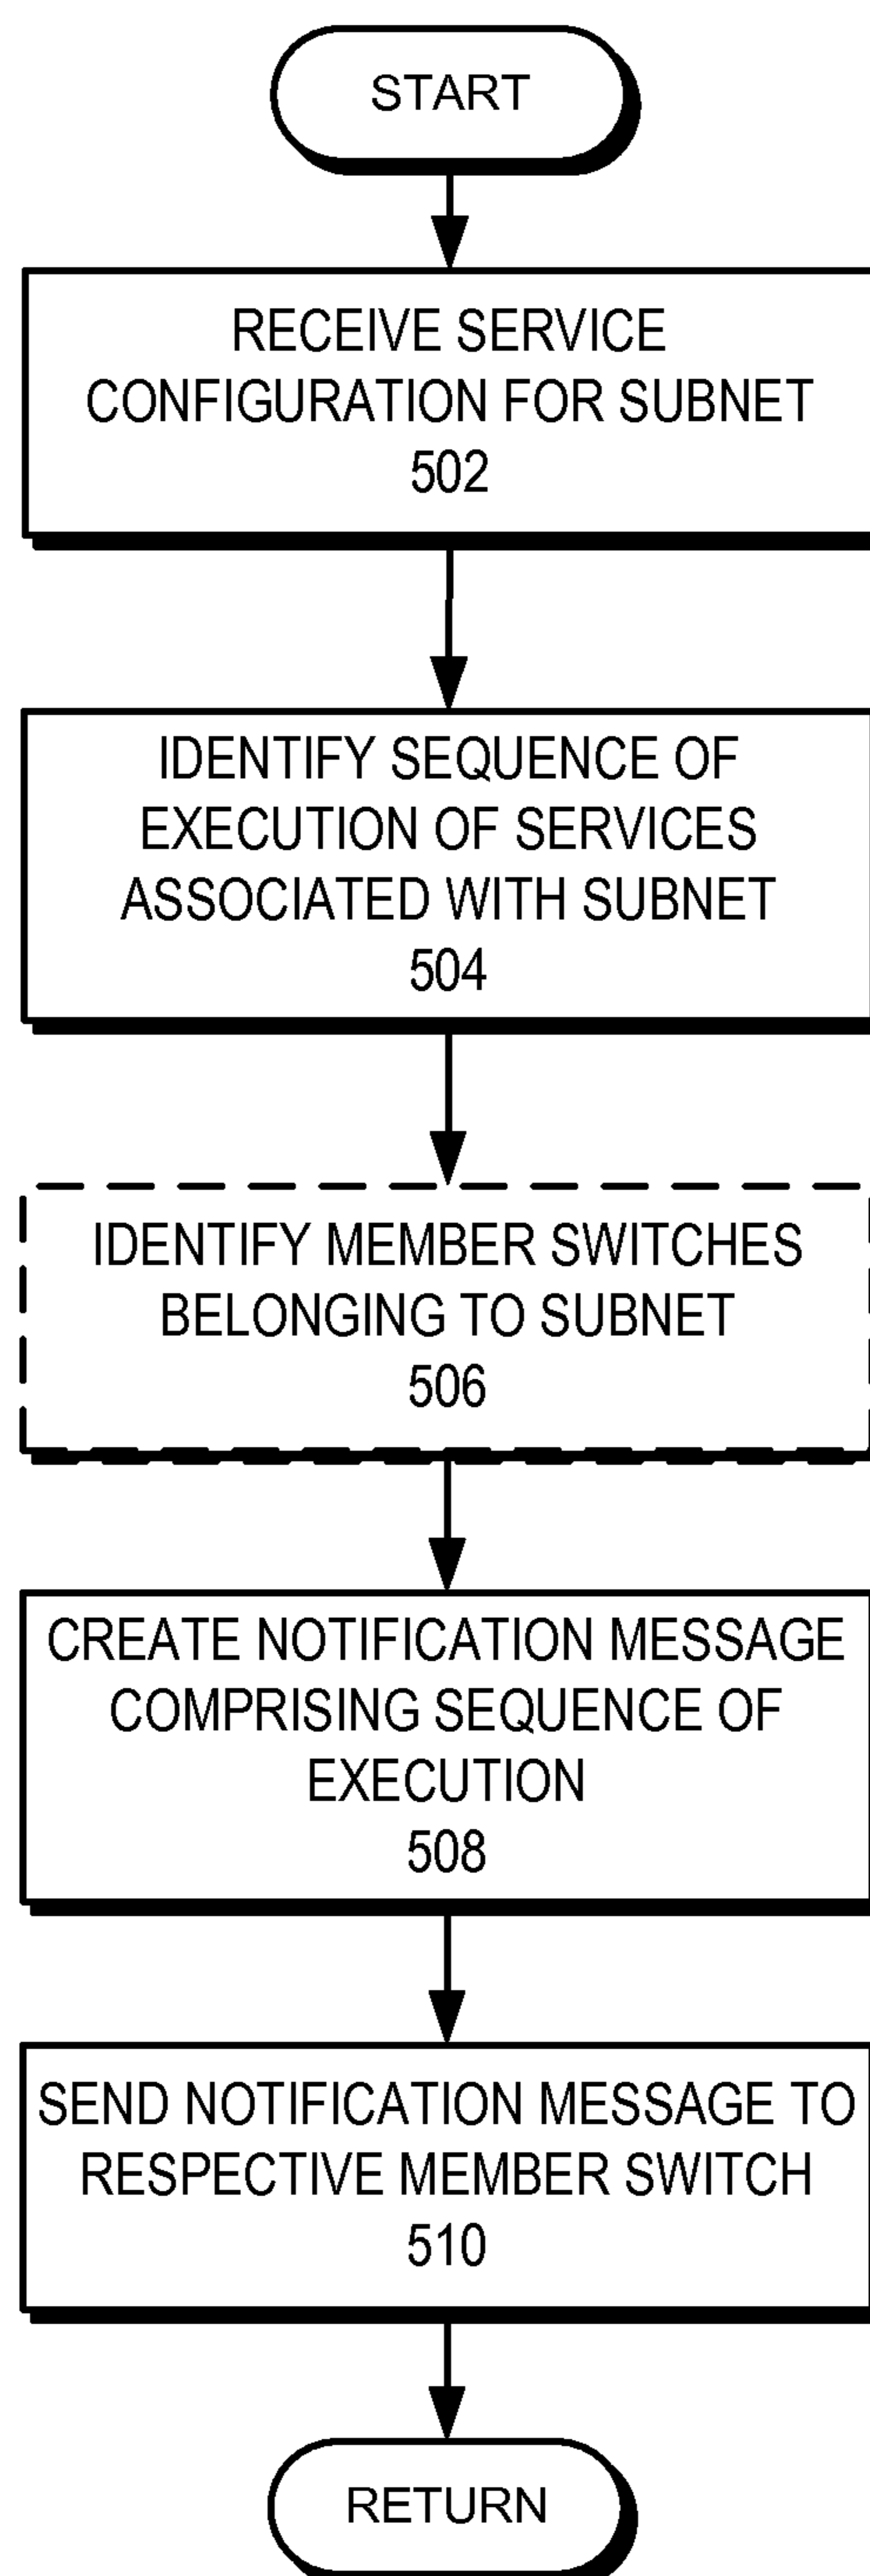 START
RECEIVE SERVICE
CONFIGURATION FOR SUBNET
502
IDENTIFY SEQUENCE OF
EXECUTION OF SERVICES
ASSOCIATED WITH SUBNET
504
IDENTIFY MEMBER SWITCHES
BELONGING TO SUBNET
506
CREATE NOTIFICATION MESSAGE
COMPRISING SEQUENCE OF
EXECUTION
508
SEND NOTIFICATION MESSAGE TO
RESPECTIVE MEMBER SWITCH
510
RETURN